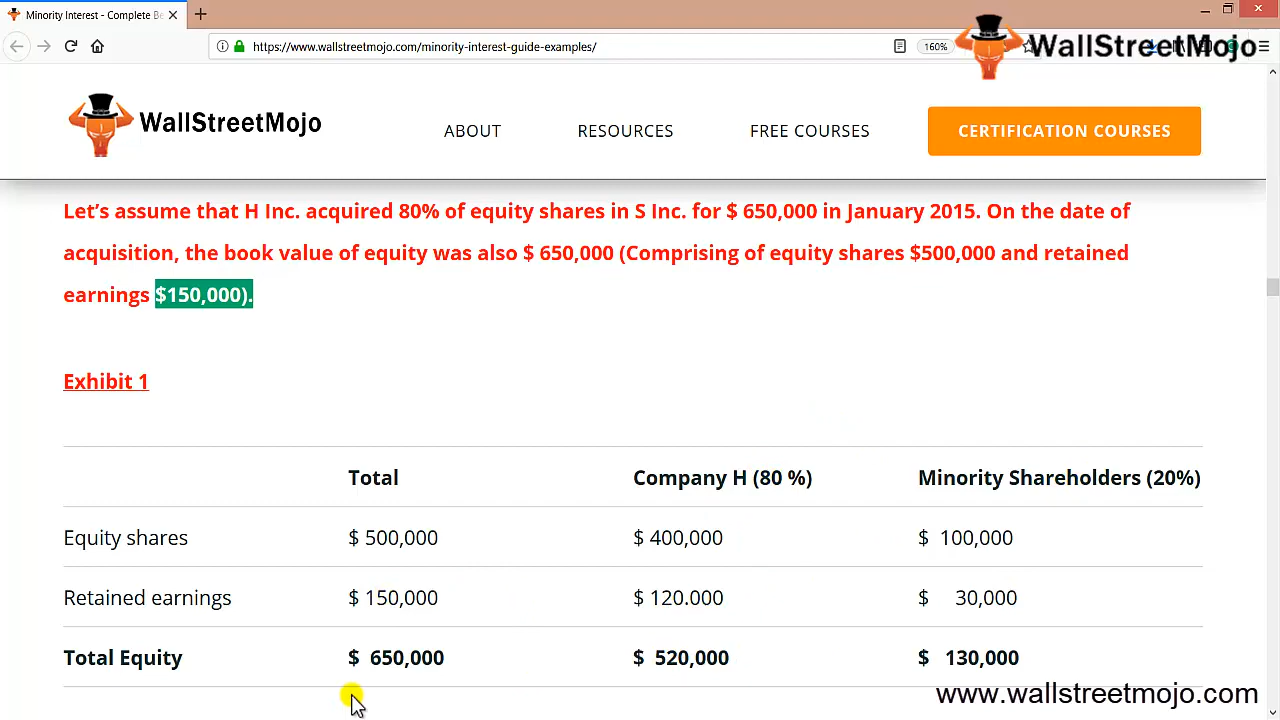 Minority Interest - Complete Be
https://www.wallstreetmojo.com/minority-interest-guide-examples/
160%
WallStreetMojo
WallStreetMojo
ABOUT
RESOURCES
FREE COURSES
CERTIFICATION COURSES
Let's assume that H Inc. acquired 80% of equity shares in S Inc. for $ 650,000 in January 2015. On the date of
acquisition, the book value of equity was also $ 650,000 (Comprising of equity shares $500,000 and retained
earnings $150,000).
Exhibit 1
Total Company H (80 %) Minority Shareholders (20%)
Equity shares $ 500,000 $ 400,000 $ 100,000
Retained earnings $ 150,000 $ 120.000 $ 30,000
Total Equity $ 650,000 $ 520,000 $ 130,000
www.wallstreetmojo.com